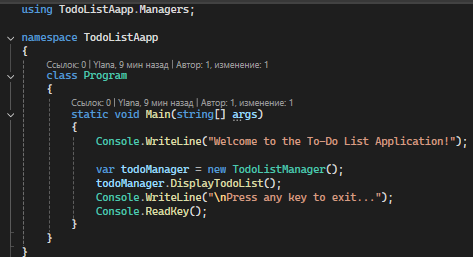 using TodoListAapp.Managers;
namespace TodoListAapp
{
Ссылок: 0 | Ylana, 9 мин назад | Автор: 1, изменение: 1
class Program
{
Ссылок: 0 | Ylana, 9 мин назад | Автор: 1, изменение: 1
static void Main(string[] args)
{
Console.WriteLine("Welcome to the To-Do List Application!");
var todoManager = new TodoListManager();
todoManager.DisplayTodoList();
Console.WriteLine("\nPress any key to exit...");
Console.ReadKey();
}
}
}